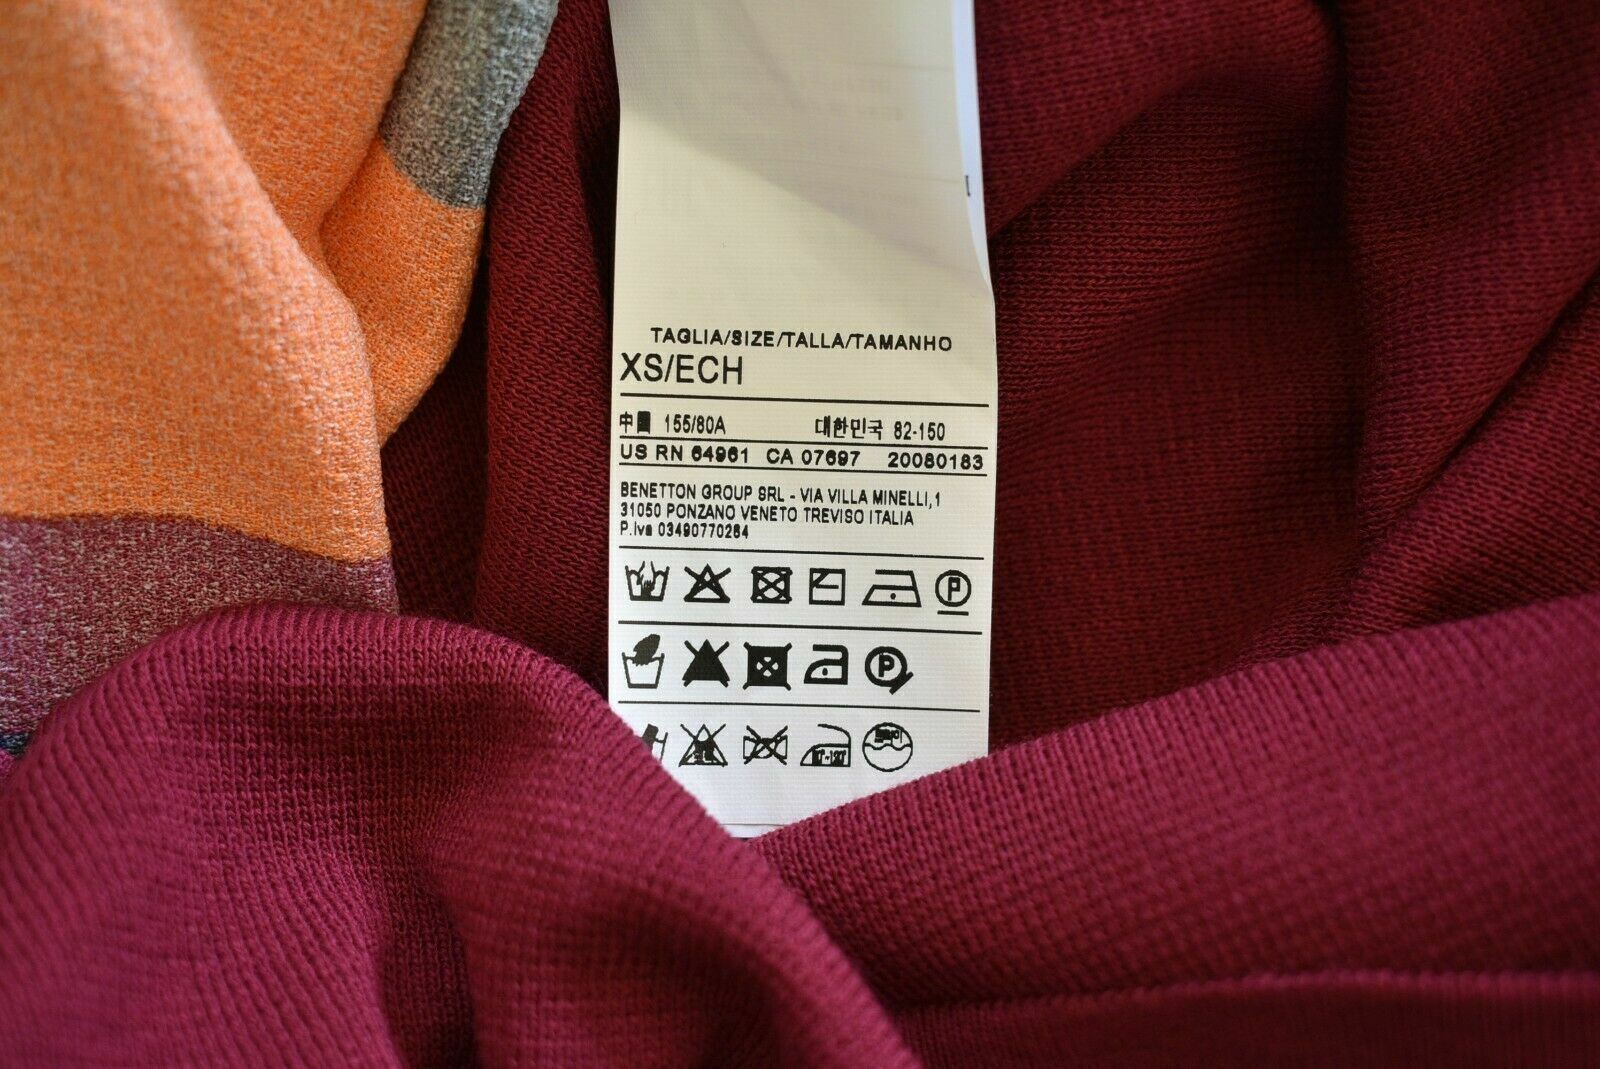 TAGLIA/SIZE/TALLA/TAMANHO
XS/ECH
中國 155/80A 대한민국 82-150
US RN 64961 CA 07697 20080183
BENETTON GROUP SRL - VIA VILLA MINELLI,1
31050 PONZANO VENETO TREVISO ITALIA
P.Iva 03490770264
P
P